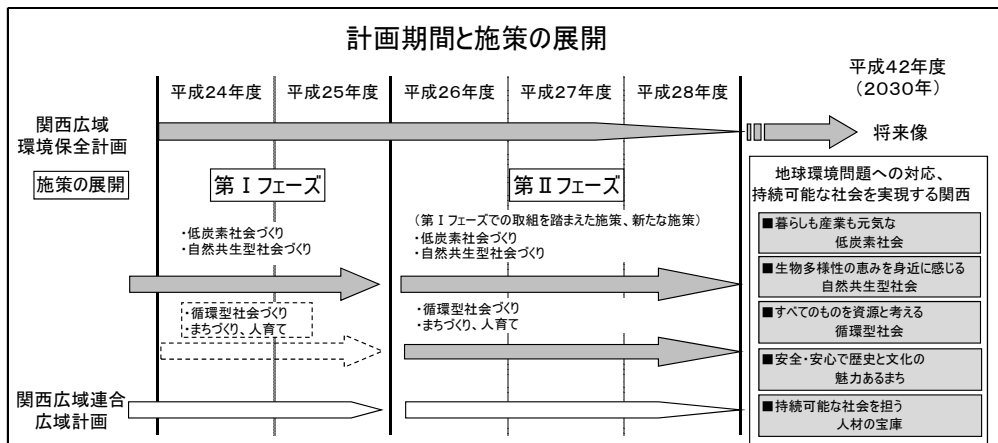 計画期間と施策の展開
平成24年度
平成25年度
平成26年度
平成27年度
平成28年度
平成42年度
(2030年)
関西広域
環境保全計画
将来像
施策の展開
第Ⅰフェーズ
第Ⅱフェーズ
(第Ⅰフェーズでの取組を踏まえた施策、新たな施策)
・低炭素社会づくり
・自然共生型社会づくり
・低炭素社会づくり
・自然共生型社会づくり
・循環型社会づくり
・まちづくり、人育て
・循環型社会づくり
・まちづくり、人育て
関西広域連合
広域計画
地球環境問題への対応、
持続可能な社会を実現する関西
■暮らしも産業も元気な
低炭素社会
■生物多様性の恵みを身近に感じる
自然共生型社会
■すべてのものを資源と考える
循環型社会
■安全・安心で歴史と文化の
魅力あるまち
■持続可能な社会を担う
人材の宝庫